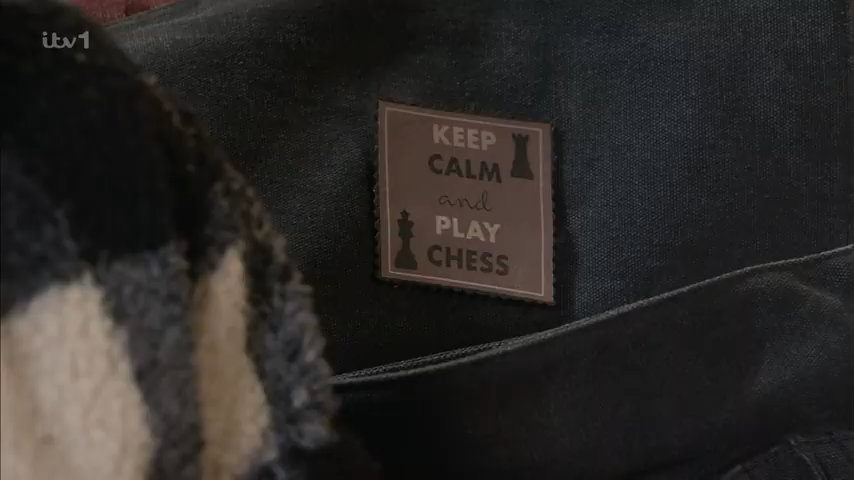 itv1
KEEP
CALM
and
PLAY
CHESS